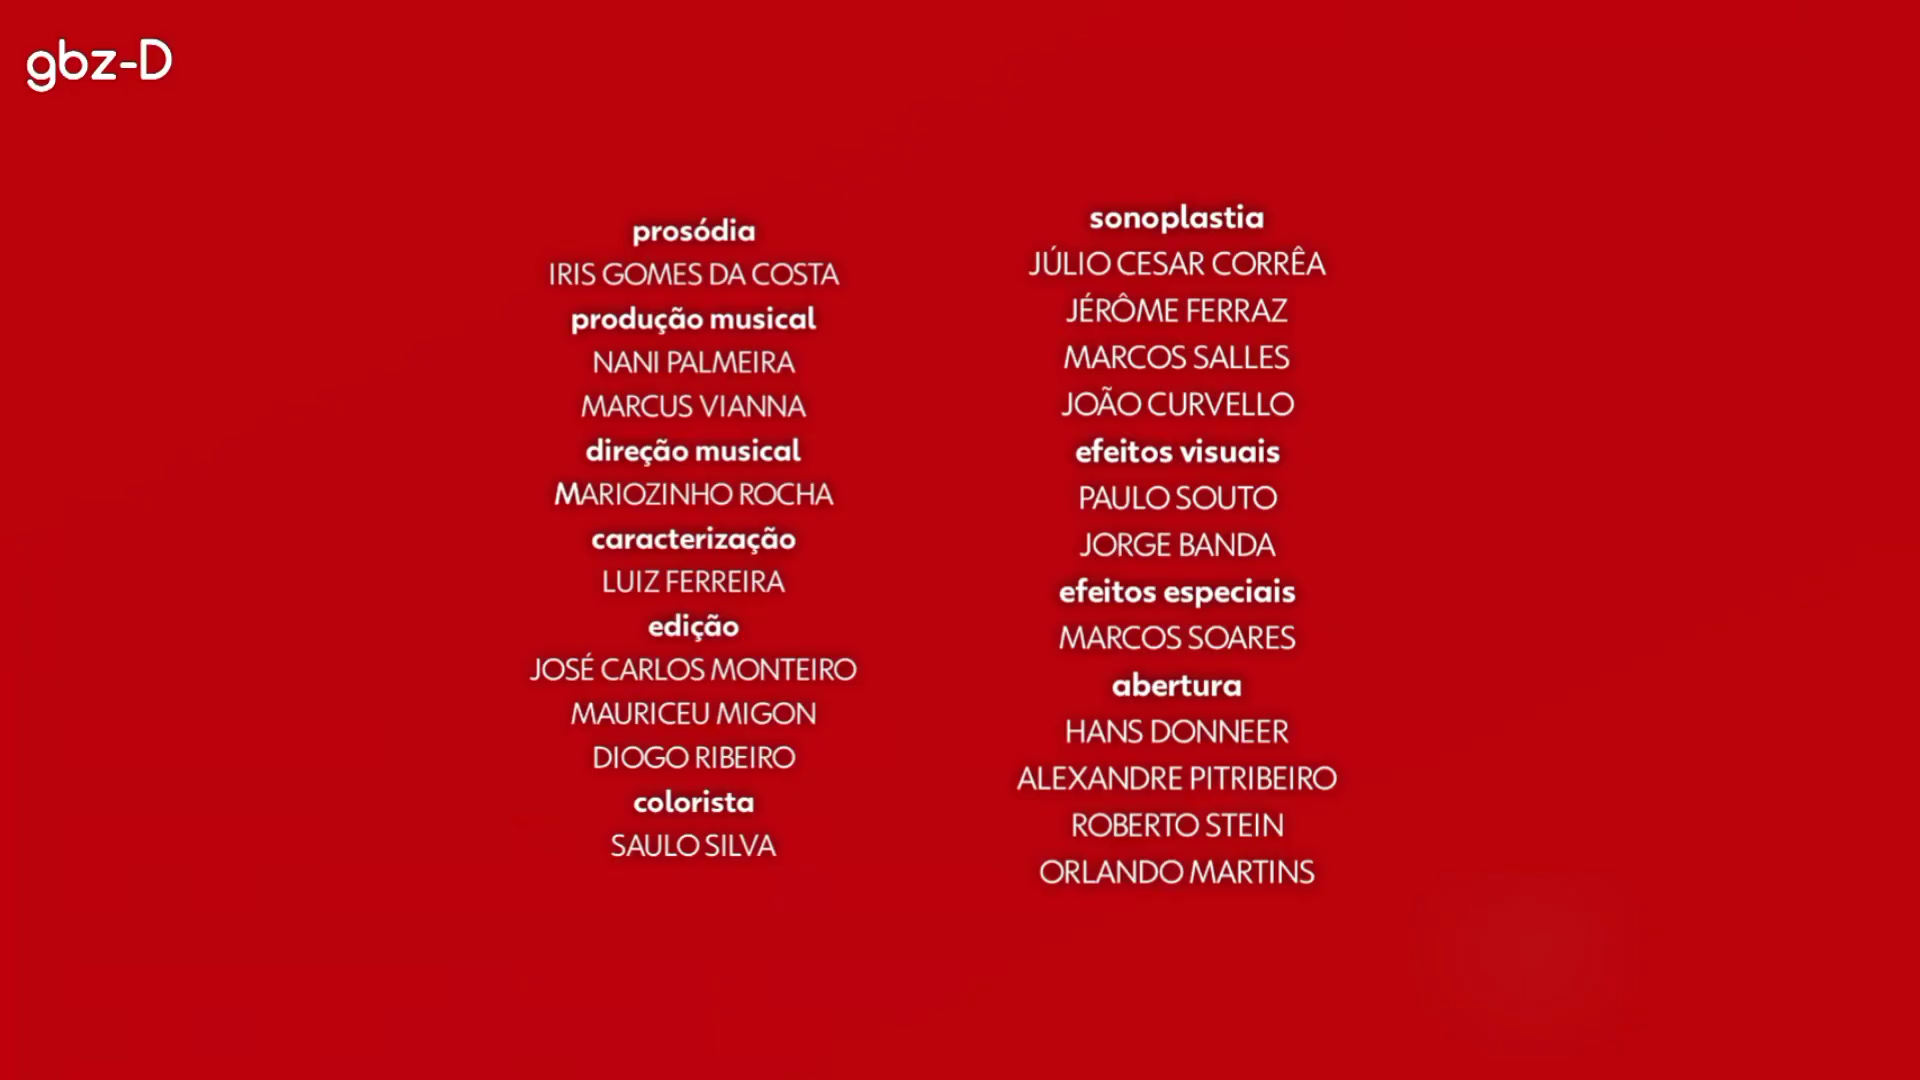 gbz-D
prosódia
IRIS GOMES DA COSTA
produção musical
NANI PALMEIRA
MARCUS VIANNA
direção musical
MARIOZINHO ROCHA
caracterização
LUIZ FERREIRA
edição
JOSÉ CARLOS MONTEIRO
MAURICEU MIGON
DIOGO RIBEIRO
colorista
SAULO SILVA
sonoplastia
JÚLIO CESAR CORRÊA
JÉRÔME FERRAZ
MARCOS SALLES
JOÃO CURVELLO
efeitos visuais
PAULO SOUTO
JORGE BANDA
efeitos especiais
MARCOS SOARES
abertura
HANS DONNEER
ALEXANDRE PITRIBEIRO
ROBERTO STEIN
ORLANDO MARTINS